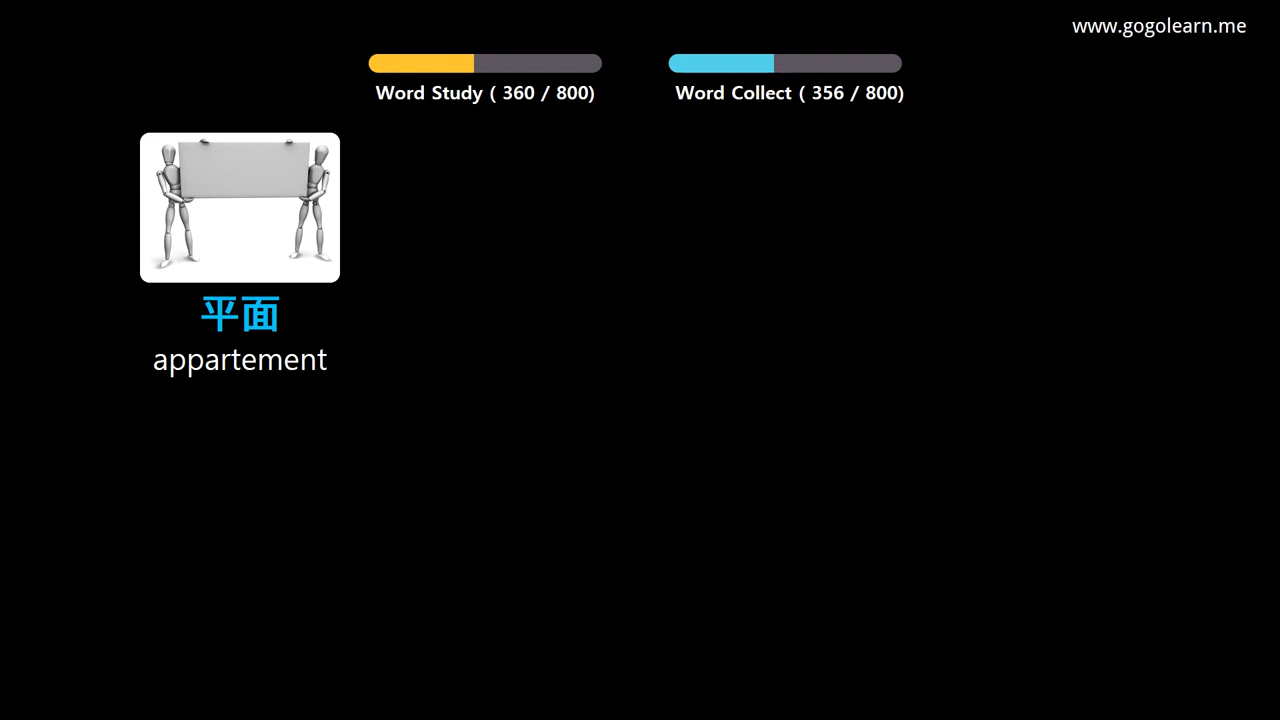 www.gogolearn.me
Word Study ( 360 / 800)
Word Collect ( 356 / 800)
平面
appartement